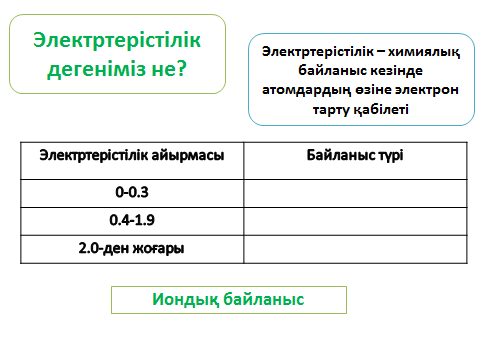 Электртерістілік
дегеніміз не?
Электртерістілік – химиялық
байланыс кезінде
атомдардың өзіне электрон
тарту қабілеті
Электртерістілік айырмасы
Байланыс түрі
0-0.3
0.4-1.9
2.0-ден жоғары
Иондық байланыс